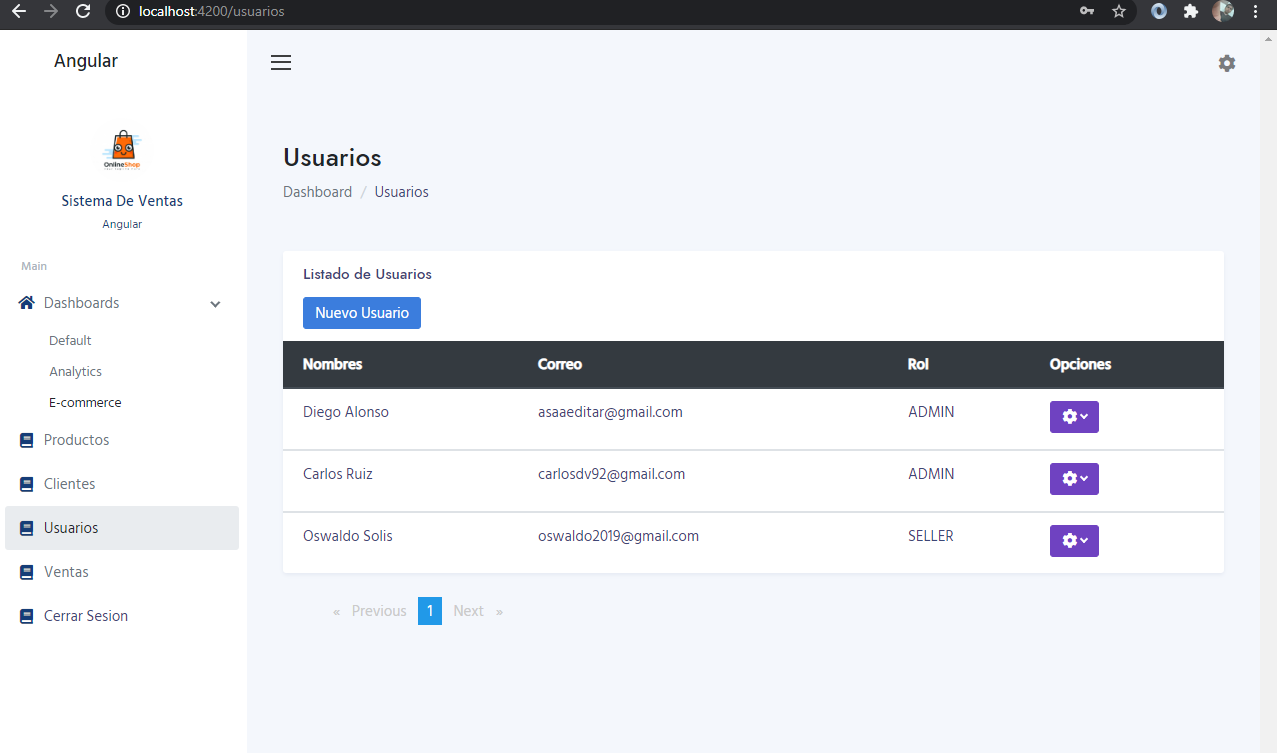 localhost:4200/usuarios
Angular
OnlineShop
Sistema De Ventas
Angular
Main
Dashboards
Default
Analytics
E-commerce
Productos
Clientes
Usuarios
Ventas
Cerrar Sesion
Usuarios
Dashboard / Usuarios
Listado de Usuarios
Nuevo Usuario
Nombres Correo Rol Opciones
Diego Alonso asaaeditar@gmail.com ADMIN
Carlos Ruiz carlosdv92@gmail.com ADMIN
Oswaldo Solis oswaldo2019@gmail.com SELLER
« Previous 1 Next »